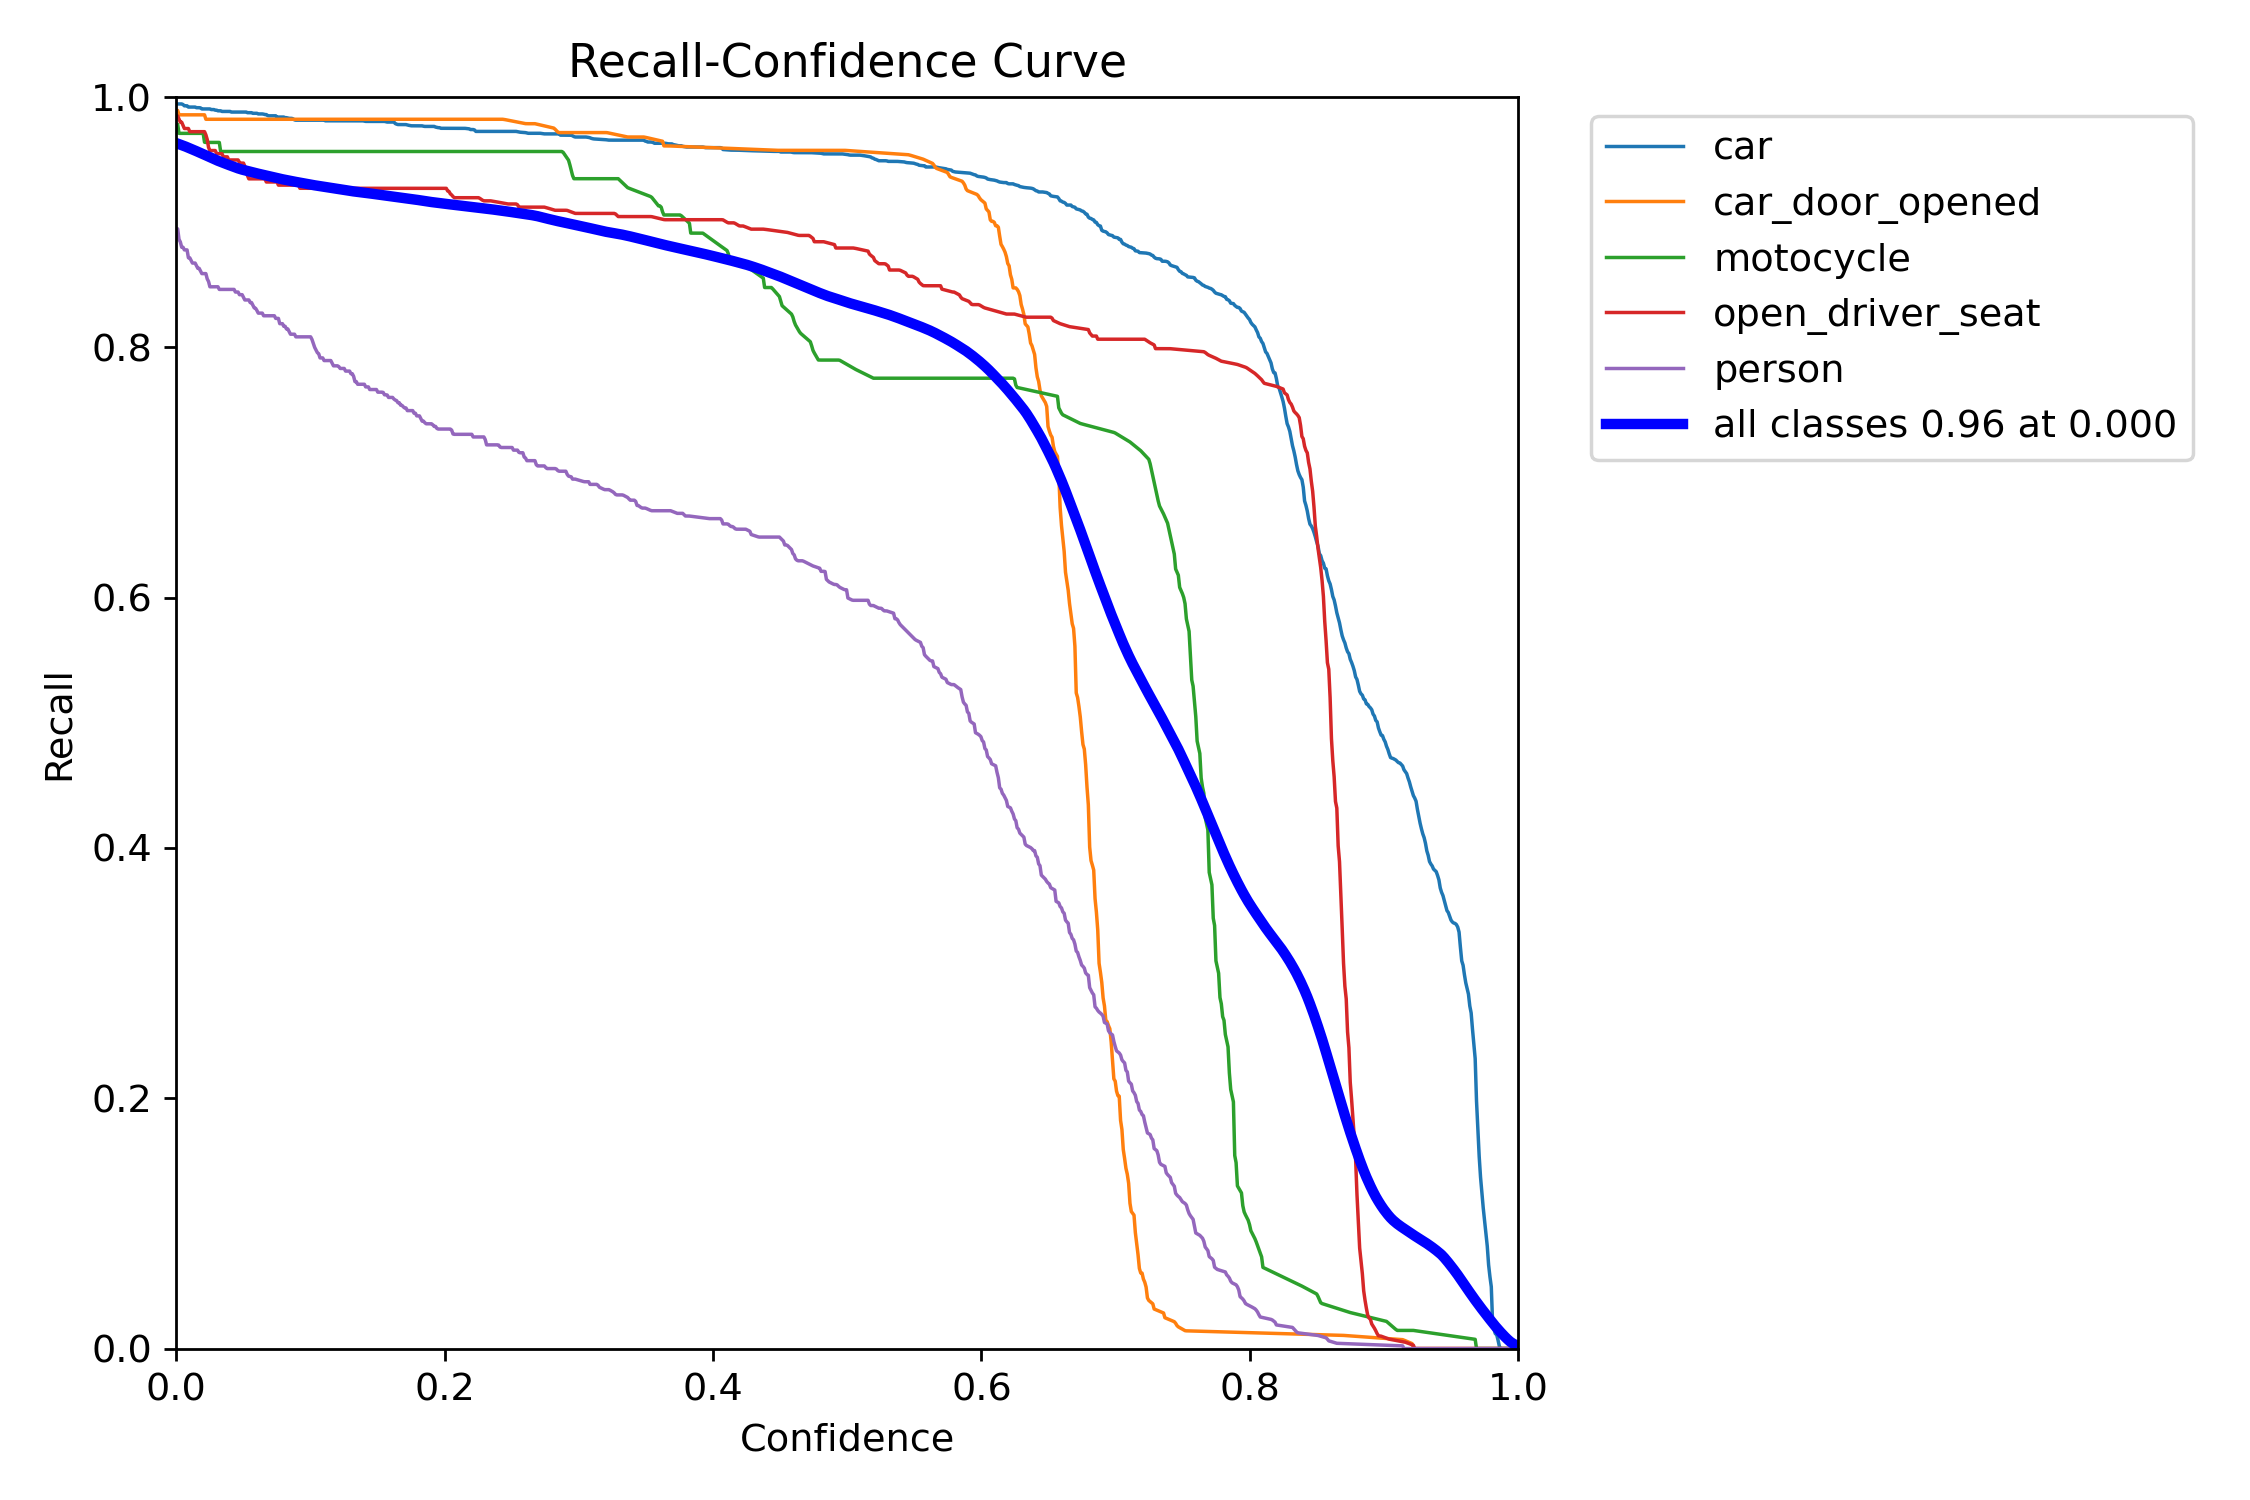 Recall-Confidence Curve
1.0
0.8
0.6
0.4
0.2
0.0
Recall
0.0 0.2 0.4 0.6 0.8 1.0
Confidence
car
car_door_opened
motocycle
open_driver_seat
person
all classes 0.96 at 0.000